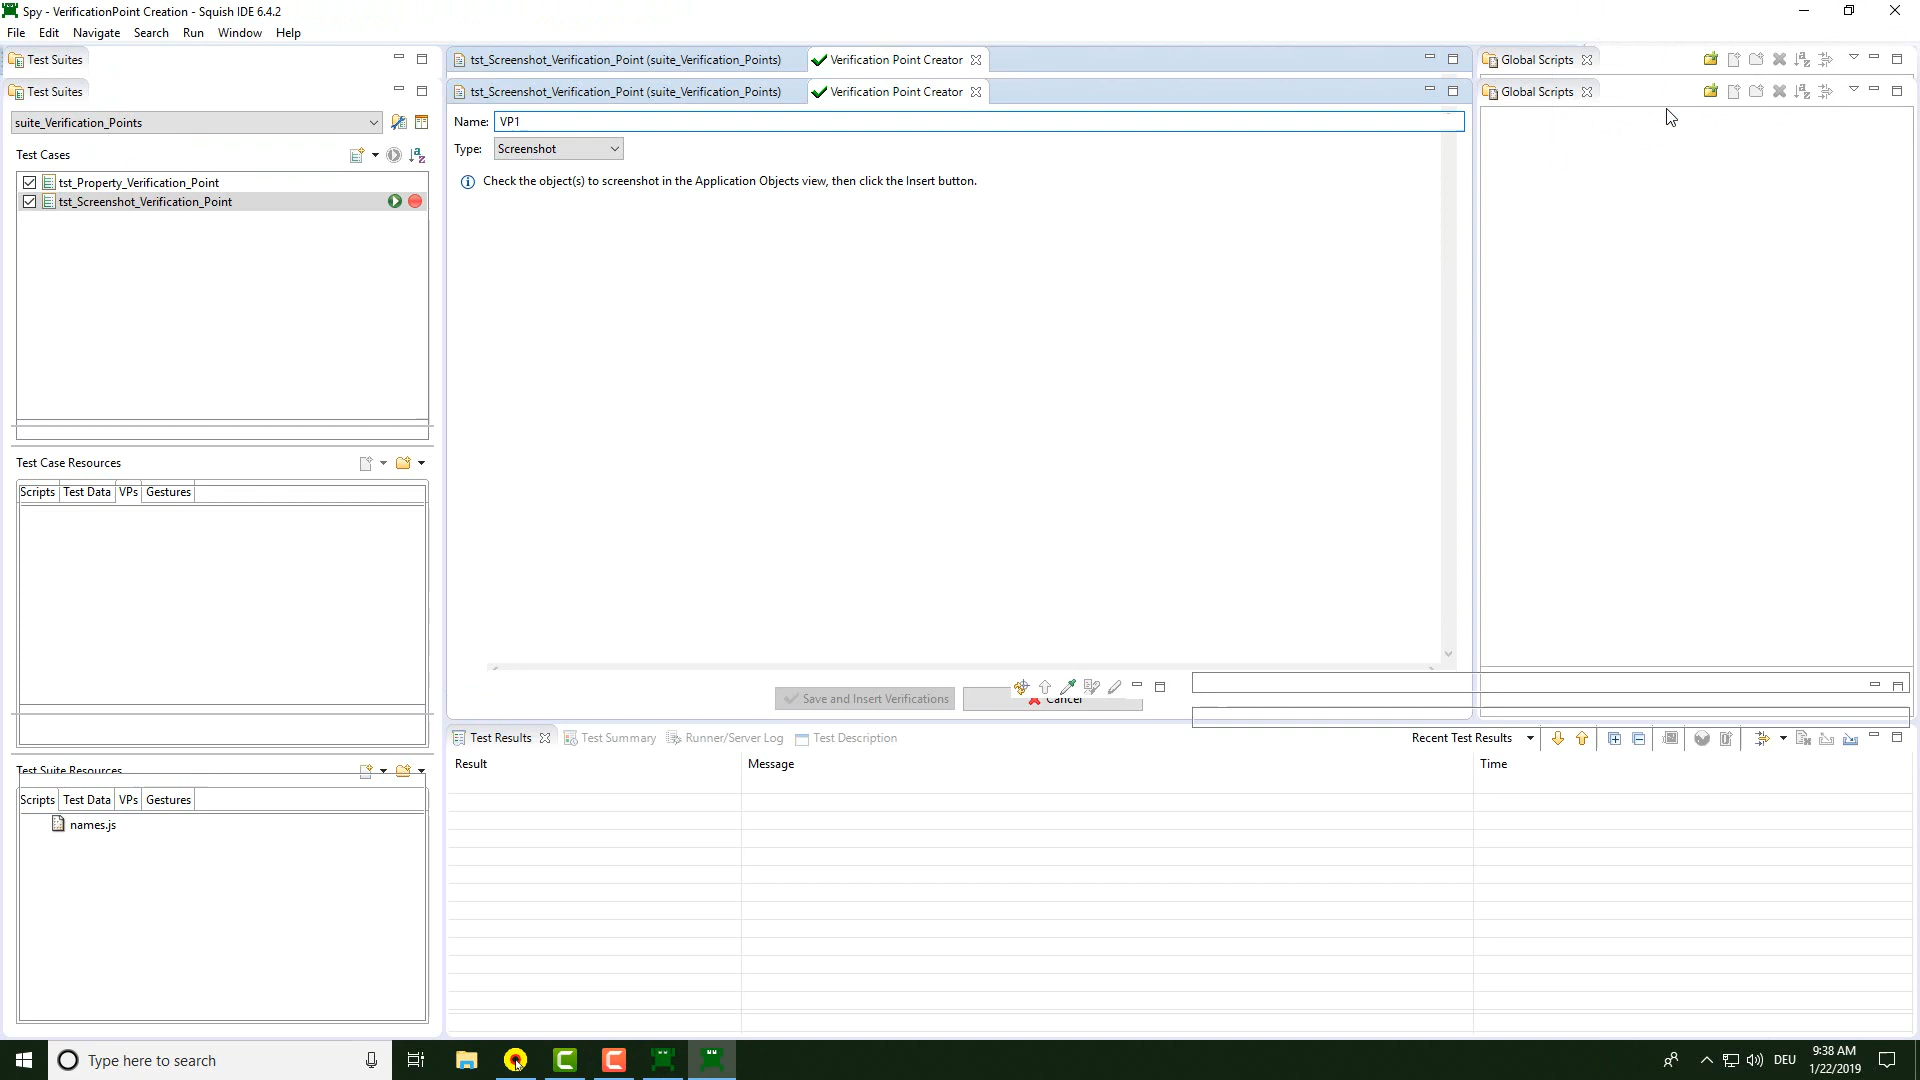 Spy - VerificationPoint Creation - Squish IDE 6.4.2
File Edit Navigate Search Run Window Help
Test Suites
tst_Screenshot_Verification_Point (suite_Verification_Points)
Verification Point Creator
Global Scripts
Test Suites
tst_Screenshot_Verification_Point (suite_Verification_Points)
Verification Point Creator
Global Scripts
suite_Verification_Points
Name: VP1
Type: Screenshot
Test Cases
Check the object(s) to screenshot in the Application Objects view, then click the Insert button.
tst_Property_Verification_Point
tst_Screenshot_Verification_Point
Test Case Resources
Scripts Test Data VPs Gestures
Save and Insert Verifications
Cancel
Test Results Test Summary Runner/Server Log Test Description
Recent Test Results
Result Message Time
Test Suite Resources
Scripts Test Data VPs Gestures
names.js
Type here to search
DEU
9:38 AM
1/22/2019